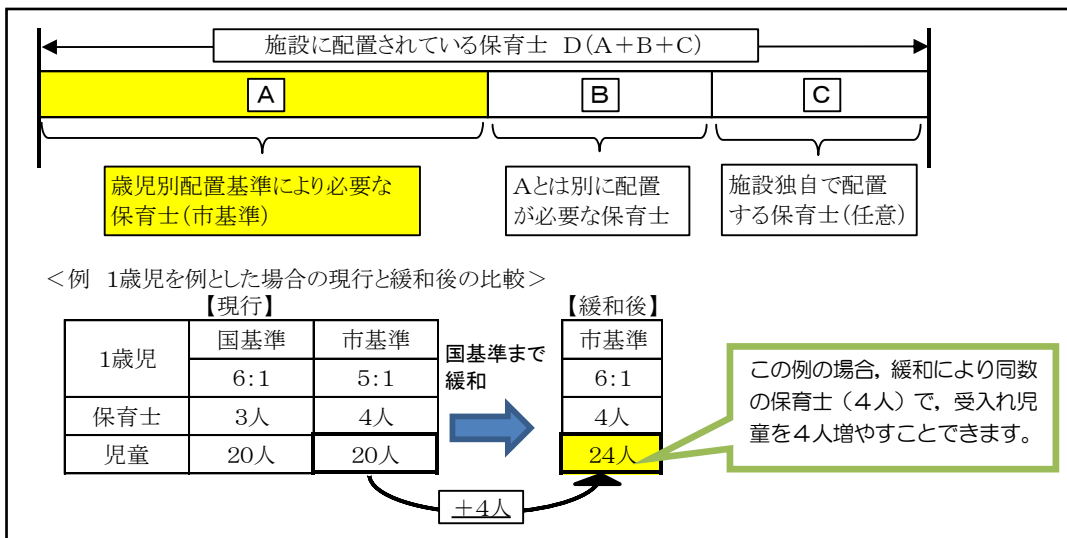 施設に配置されている保育士 D(A+B+C)
A
B
C
歳児別配置基準により必要な
保育士(市基準)
Aとは別に配置
が必要な保育士
施設独自で配置
する保育士(任意)
<例 1歳児を例とした場合の現行と緩和後の比較>
【現行】
【緩和後】
1歳児 国基準 市基準 市基準
6:1 5:1 6:1
国基準まで
緩和
保育士 3人 4人 4人
児童 20人 20人 24人
+4人
この例の場合,緩和により同数
の保育士(4人)で,受入れ児
童を4人増やすことできます。